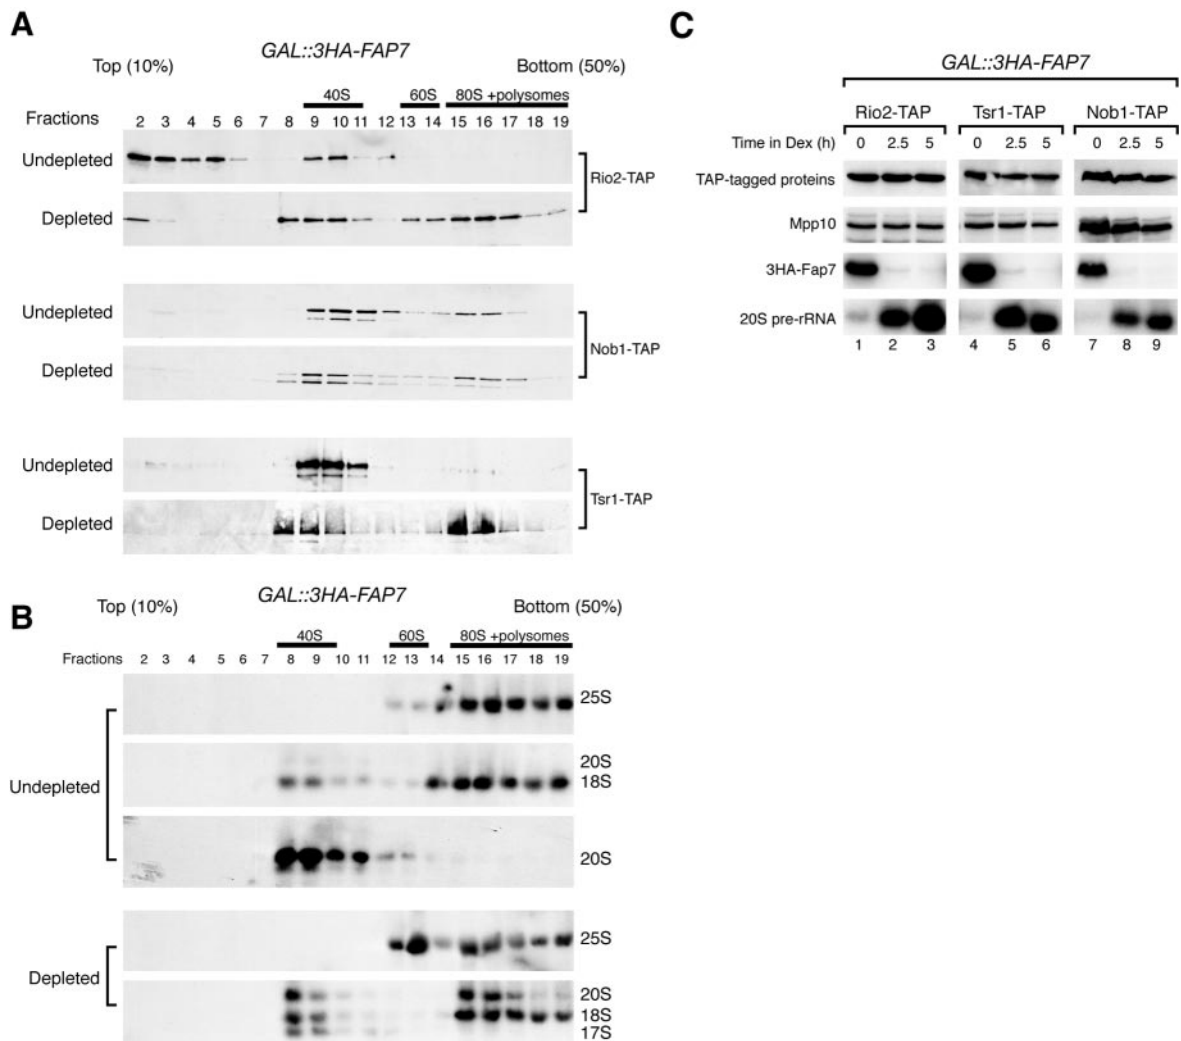 A
GAL::3HA-FAP7
Top (10%)
Bottom (50%)
40S 60S 80S +polysomes
Fractions 2 3 4 5 6 7 8 9 10 11 12 13 14 15 16 17 18 19
Undepleted
Rio2-TAP
Depleted
Undepleted
Nob1-TAP
Depleted
Undepleted
Tsr1-TAP
Depleted
B
GAL::3HA-FAP7
Top (10%)
Bottom (50%)
40S 60S 80S +polysomes
Fractions 2 3 4 5 6 7 8 9 10 11 12 13 14 15 16 17 18 19
25S
20S
Undepleted
18S
20S
25S
Depleted
20S
18S
17S
C
GAL::3HA-FAP7
Rio2-TAP Tsr1-TAP Nob1-TAP
Time in Dex (h) 0 2.5 5 0 2.5 5 0 2.5 5
TAP-tagged proteins
Mpp10
3HA-Fap7
20S pre-rRNA
1 2 3 4 5 6 7 8 9